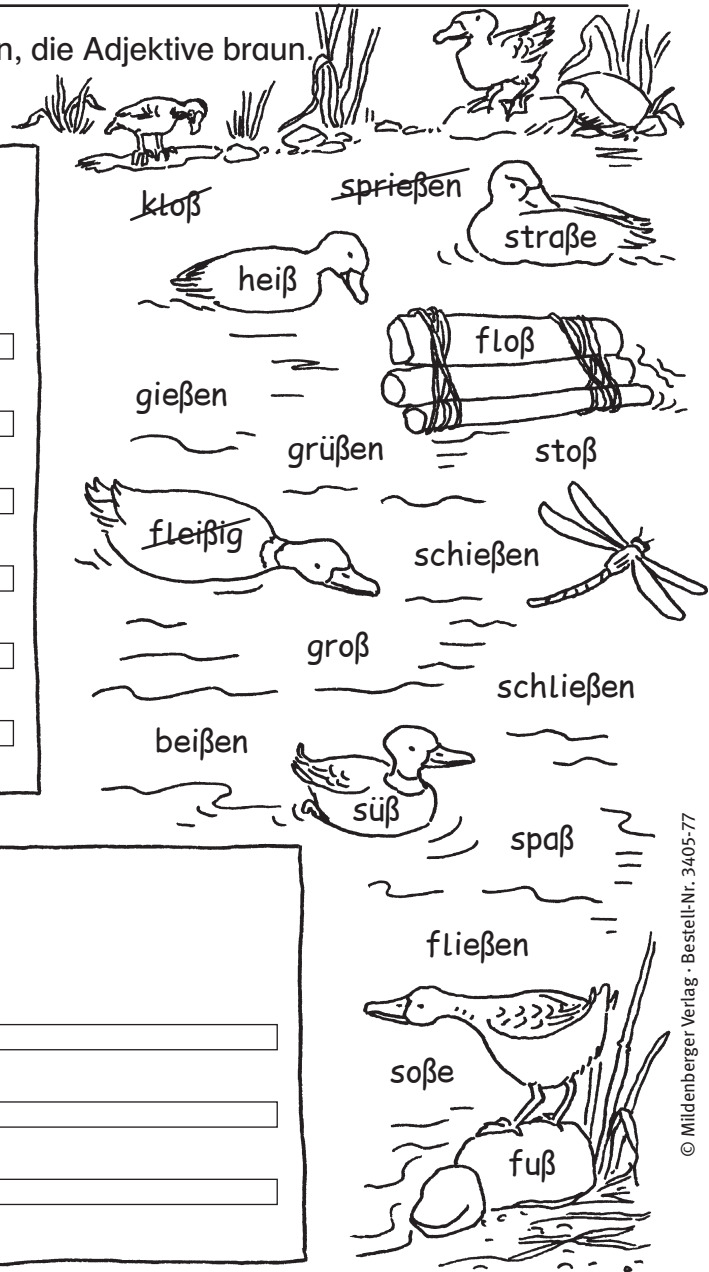 n, die Adjektive braun.
kloß
sprießen
straße
heiß
floß
gießen
grüßen
stoß
fleißig
schießen
groß
schließen
beißen
süß
spaß
fließen
soße
fuß
© Mildenberger Verlag · Bestell-Nr. 3405-77